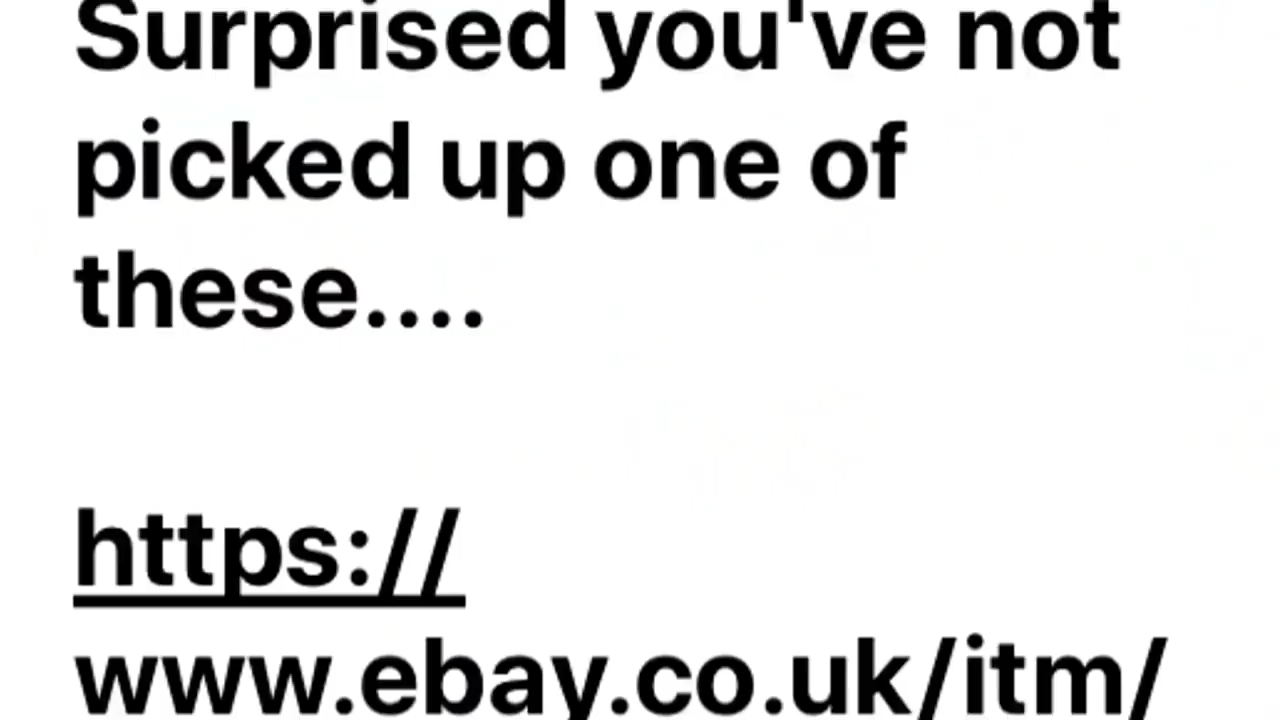 Surprised you've not
picked up one of
these....
https://
www.ebay.co.uk/itm/